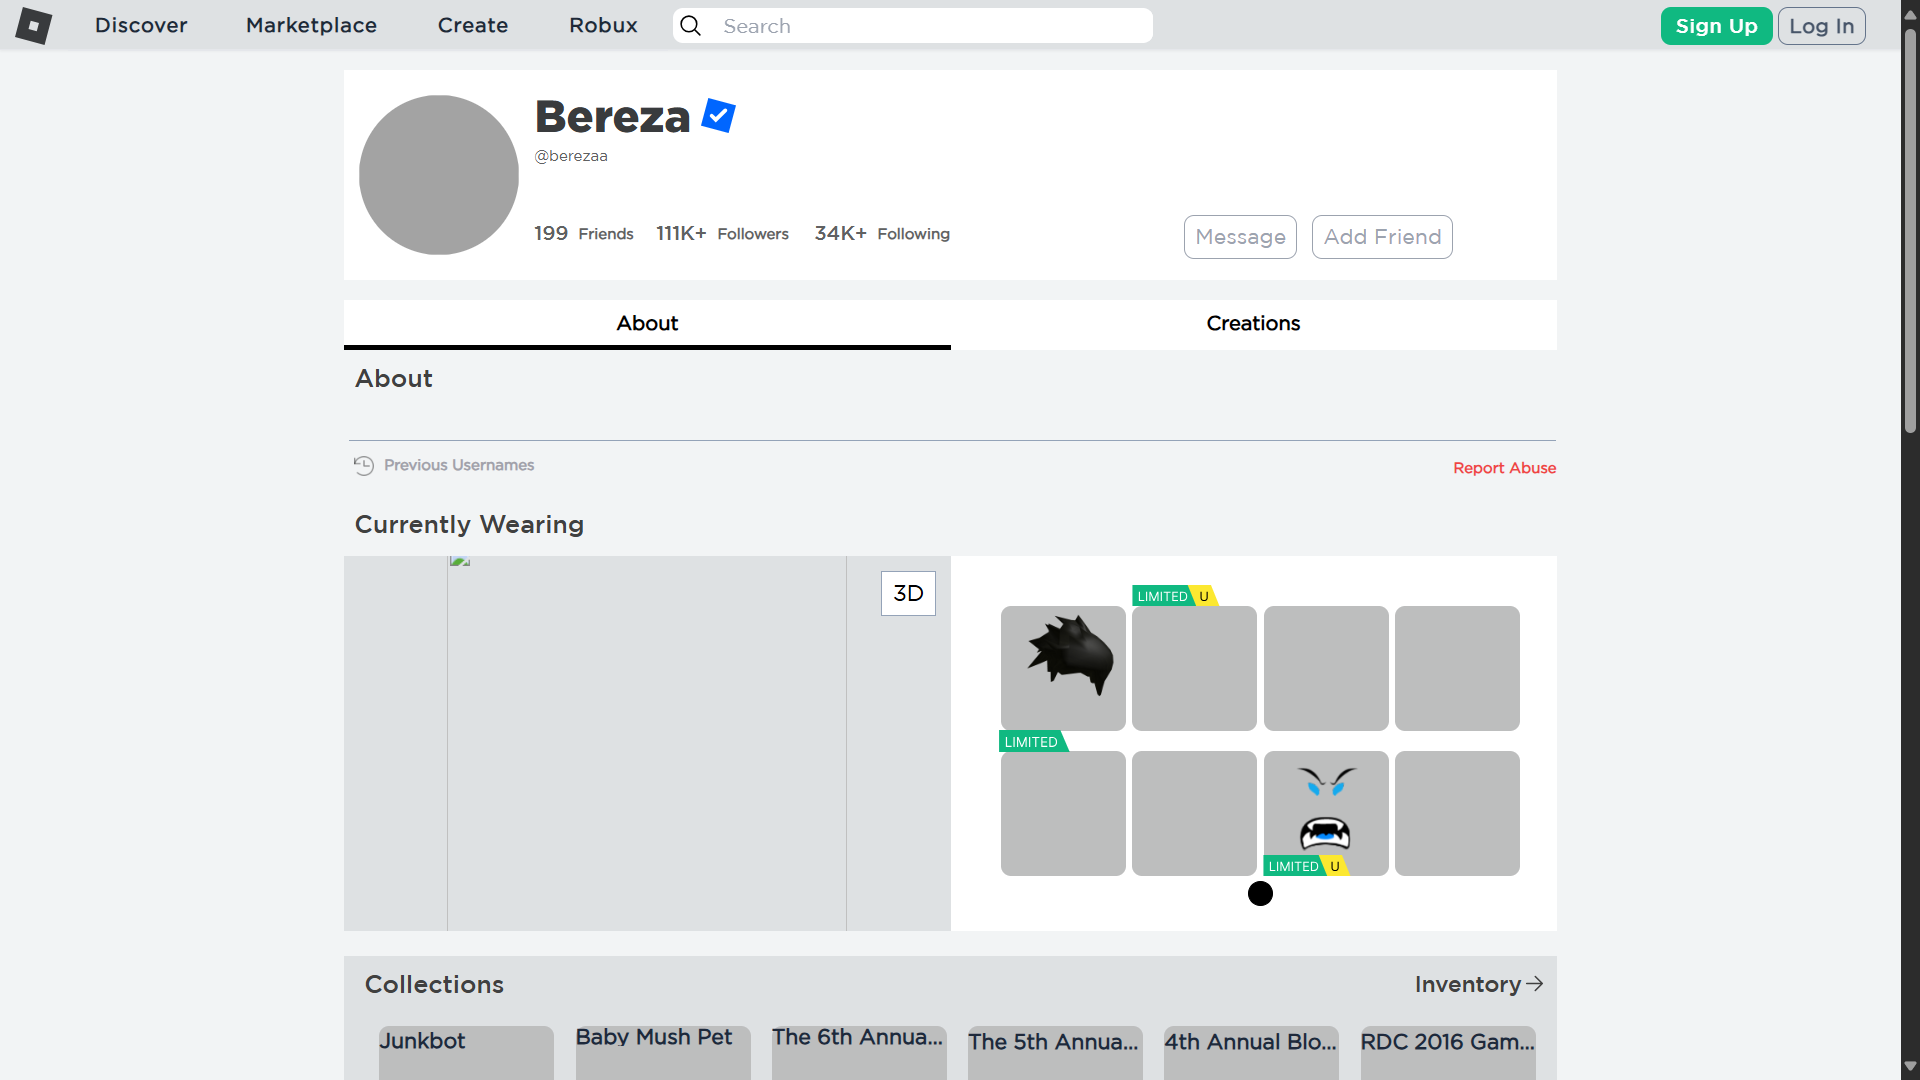 Discover Marketplace Create Robux Search Sign Up Log In
Bereza
@berezaa
199 Friends 111K+ Followers 34K+ Following Message Add Friend
About Creations
About
Previous Usernames Report Abuse
Currently Wearing
3D
LIMITED U
LIMITED
LIMITED U
Collections Inventory
Junkbot Baby Mush Pet The 6th Annua... The 5th Annua... 4th Annual Blo... RDC 2016 Gam...